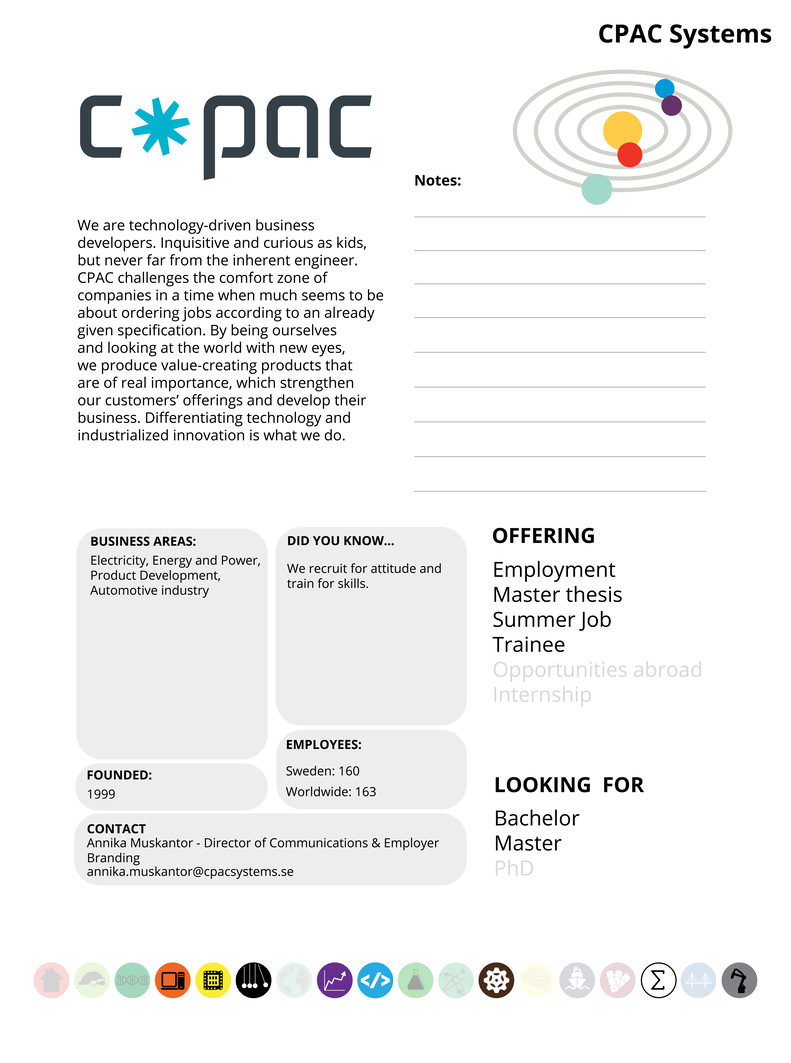 CPAC Systems
c*pac
Notes:
We are technology-driven business
developers. Inquisitive and curious as kids,
but never far from the inherent engineer.
CPAC challenges the comfort zone of
companies in a time when much seems to be
about ordering jobs according to an already
given specification. By being ourselves
and looking at the world with new eyes,
we produce value-creating products that
are of real importance, which strengthen
our customers’ offerings and develop their
business. Differentiating technology and
industrialized innovation is what we do.
BUSINESS AREAS:
Electricity, Energy and Power,
Product Development,
Automotive industry
DID YOU KNOW...
We recruit for attitude and
train for skills.
EMPLOYEES:
Sweden: 160
Worldwide: 163
FOUNDED:
1999
CONTACT
Annika Muskantor - Director of Communications & Employer
Branding
annika.muskantor@cpacsystems.se
OFFERING
Employment
Master thesis
Summer Job
Trainee
Opportunities abroad
Internship
LOOKING FOR
Bachelor
Master
PhD